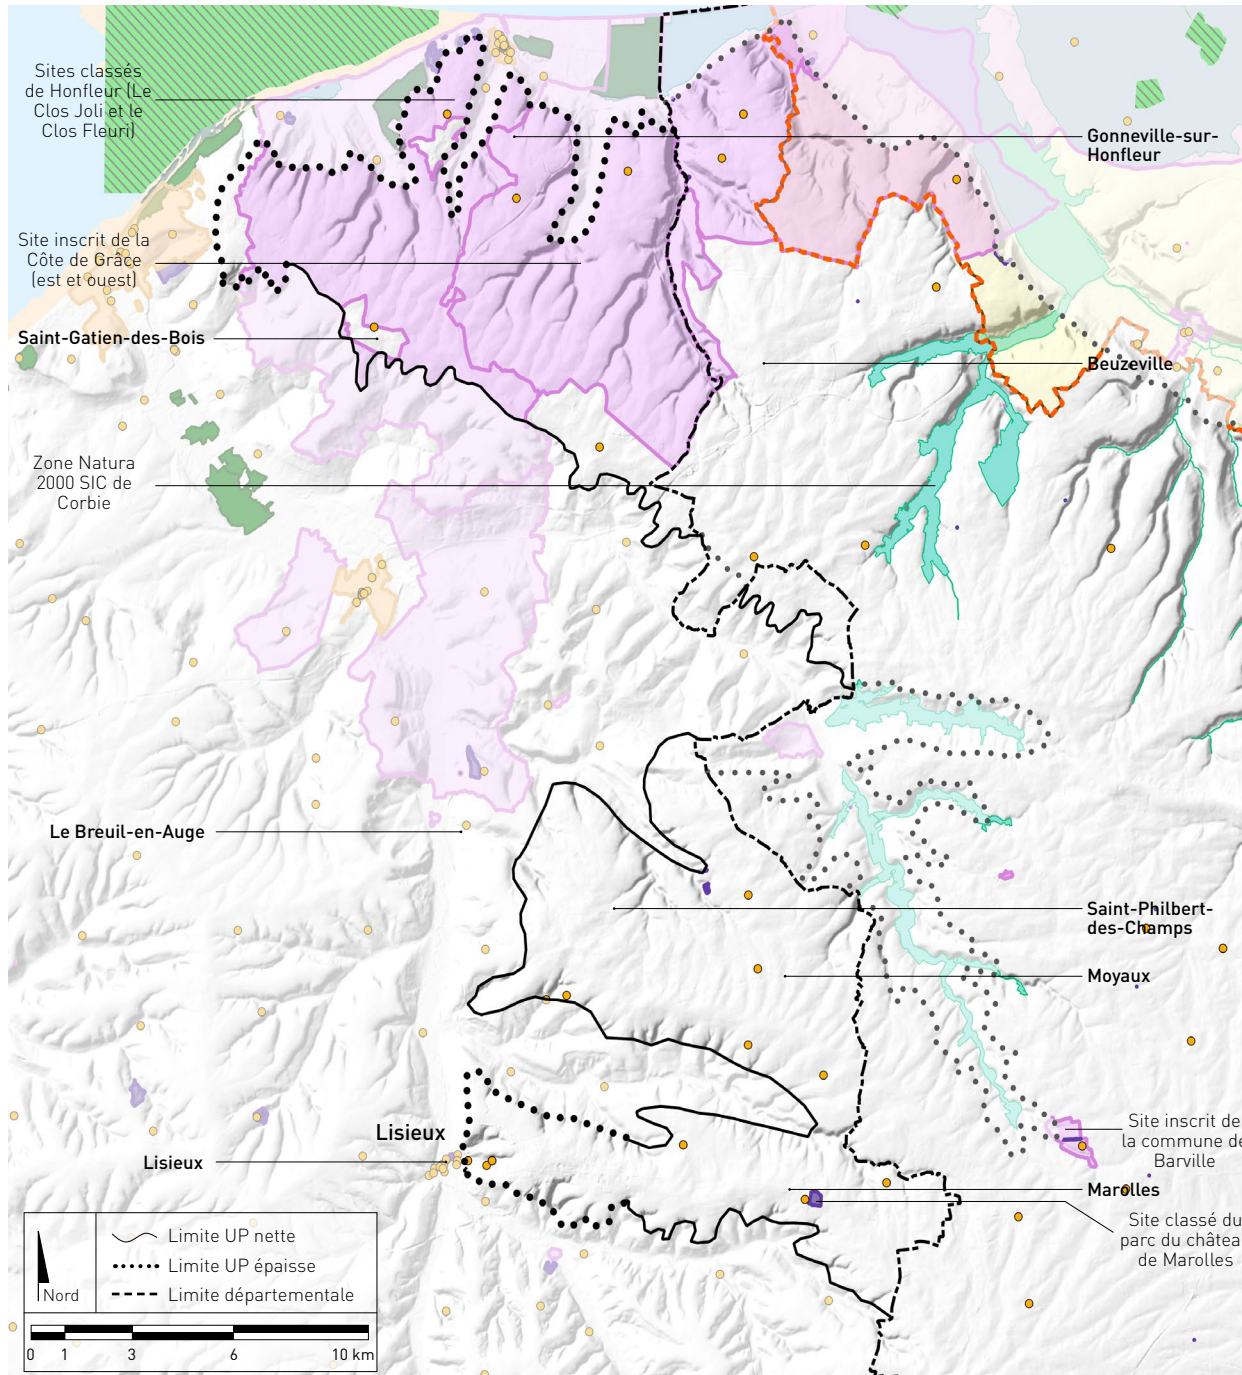 Sites classés
de Honfleur (Le
Clos Joli et le
Clos Fleuri)
Gonneville-sur-
Honfleur
Site inscrit de la
Côte de Grâce
(est et ouest)
Saint-Gatien-des-Bois
Beuzeville
Zone Natura
2000 SIC de
Corbie
Le Breuil-en-Auge
Saint-Philbert-
des-Champs
Moyaux
Lisieux
Lisieux
Site inscrit de
la commune de
Barville
Marolles
Site classé du
parc du châtea
de Marolles
Limite UP nette
Limite UP épaisse
Limite départementale
Nord
0 1 3 6 10 km